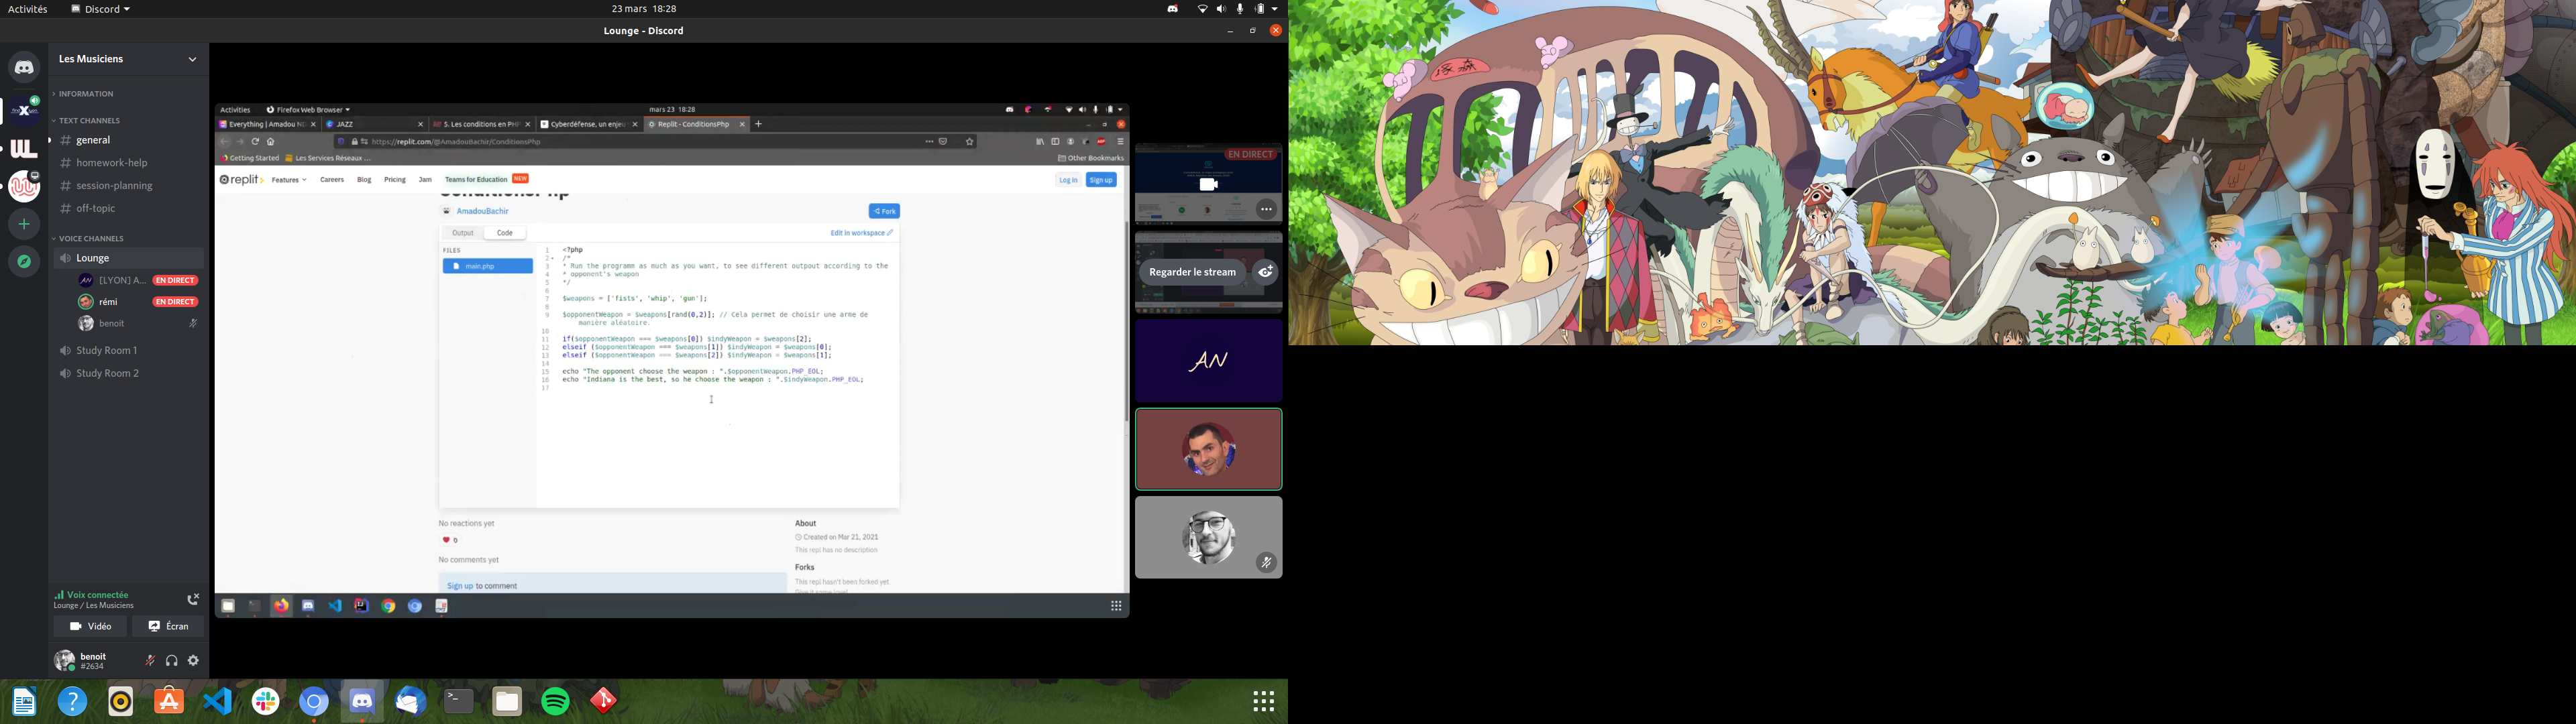 Activités
Discord
23 mars 18:28
Lounge - Discord
Les Musiciens
INFORMATION
TEXT CHANNELS
# general
# homework-help
# session-planning
# off-topic
VOICE CHANNELS
Lounge
AN [LYON] A... EN DIRECT
rémi EN DIRECT
benoit
Study Room 1
Study Room 2
Voix connectée
Lounge / Les Musiciens
Vidéo
Écran
benoit
#2634
Activities
Firefox Web Browser
mars 23 18:28
JAZZ
5. Les conditions en PH
Cyberdéfense, un enjeu
Replit - ConditionsPhp
https://replit.com/@AmadouBachir/ConditionsPhp
Getting Started
Les Services Réseaux ...
Other Bookmarks
replit
Features
Careers
Blog
Pricing
Jam
Teams for Education NEW
Log in
Sign up
AmadouBachir
Fork
Output
Code
Edit in workspace
FILES
main.php
1 <?php
2 /*
3 * Run the programm as much as you want, to see different outpout according to the
4 * opponent's weapon
5 */
6
7 $weapons = ['fists', 'whip', 'gun'];
8
9 $opponentWeapon = $weapons[rand(0,2)]; // Cela permet de choisir une arme de
manière aléatoire.
10
11 if($opponentWeapon === $weapons[0]) $indyWeapon = $weapons[2];
12 elseif ($opponentWeapon === $weapons[1]) $indyWeapon = $weapons[0];
13 elseif ($opponentWeapon === $weapons[2]) $indyWeapon = $weapons[1];
14
15 echo "The opponent choose the weapon : ".$opponentWeapon.PHP_EOL;
16 echo "Indiana is the best, so he choose the weapon : ".$indyWeapon.PHP_EOL;
17
No reactions yet
0
No comments yet
Sign up to comment
About
Created on Mar 21, 2021
This repl has no description
Forks
This repl hasn't been forked yet
EN DIRECT
Regarder le stream
AN